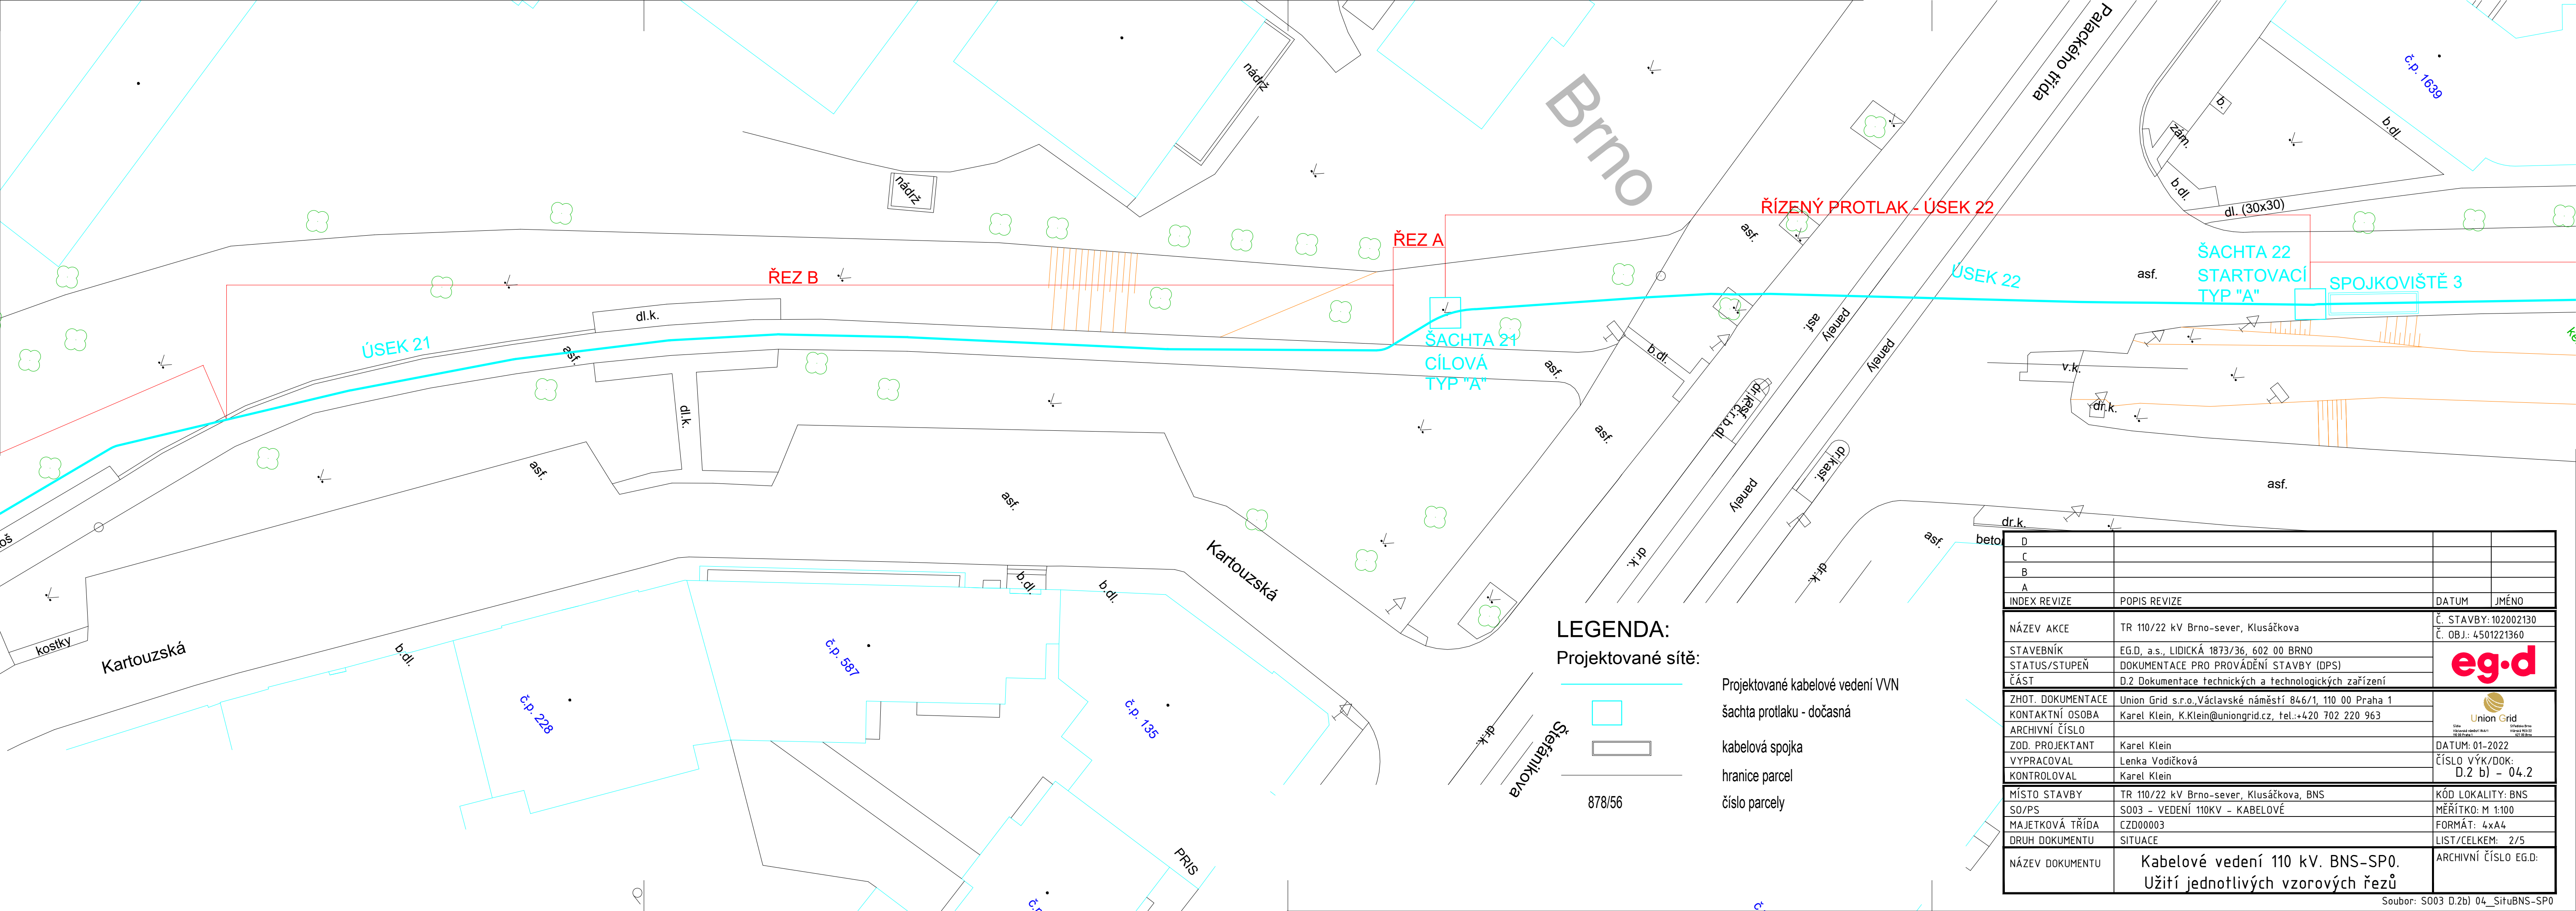 Palackého třída
č.p. 1639
nádrž
Brno
b.
zám.
b.dl.
b.dl.
nádrž
dl. (30x30)
ŘÍZENÝ PROTLAK - ÚSEK 22
asf.
ŘEZ A
ŘEZ B
ŠACHTA 22
STARTOVACÍ
TYP "A"
SPOJKOVIŠTĚ 3
ÚSEK 22
asf.
dl.k.
ÚSEK 21
asf.
ŠACHTA 21
CÍLOVÁ
TYP "A"
asf.
panely
panely
b.dl.
asf.
v.k.
dr.k.
dl.k.
asf.
dr.kasf.
č.r.b.dl.
dr.kasf.
panely
asf.
asf.
asf.
dr.k.
asf.
dr.k.
dr.k.
Kartouzská
b.dl.
b.dl.
kostky
Kartouzská
b.dl.
č.p. 587
č.p. 228
č.p. 135
dr.k.
Štefánikova
PRIS
LEGENDA:
Projektované sítě:
Projektované kabelové vedení VVN
šachta protlaku - dočasná
kabelová spojka
hranice parcel
878/56 číslo parcely
D
C
B
A
INDEX REVIZE POPIS REVIZE DATUM JMÉNO
NÁZEV AKCE TR 110/22 kV Brno-sever, Klusáčkova
Č. STAVBY: 102002130
Č. OBJ.: 4501221360
STAVEBNÍK EG.D, a.s., LIDICKÁ 1873/36, 602 00 BRNO
STATUS/STUPEŇ DOKUMENTACE PRO PROVÁDĚNÍ STAVBY (DPS)
ČÁST D.2 Dokumentace technických a technologických zařízení
eg·d
ZHOT. DOKUMENTACE Union Grid s.r.o.,Václavské náměstí 846/1, 110 00 Praha 1
KONTAKTNÍ OSOBA Karel Klein, K.Klein@uniongrid.cz, tel.:+420 702 220 963
Union Grid
ARCHIVNÍ ČÍSLO
ZOD. PROJEKTANT Karel Klein DATUM: 01-2022
VYPRACOVAL Lenka Vodičková ČÍSLO VÝK/DOK:
KONTROLOVAL Karel Klein D.2 b) - 04.2
MÍSTO STAVBY TR 110/22 kV Brno-sever, Klusáčkova, BNS KÓD LOKALITY: BNS
SO/PS SO03 - VEDENÍ 110KV - KABELOVÉ MĚŘÍTKO: M 1:100
MAJETKOVÁ TŘÍDA CZD00003 FORMÁT: 4xA4
DRUH DOKUMENTU SITUACE LIST/CELKEM: 2/5
NÁZEV DOKUMENTU Kabelové vedení 110 kV. BNS-SP0. ARCHIVNÍ ČÍSLO EG.D:
Užití jednotlivých vzorových řezů
Soubor: SO03 D.2b) 04_SituBNS-SP0